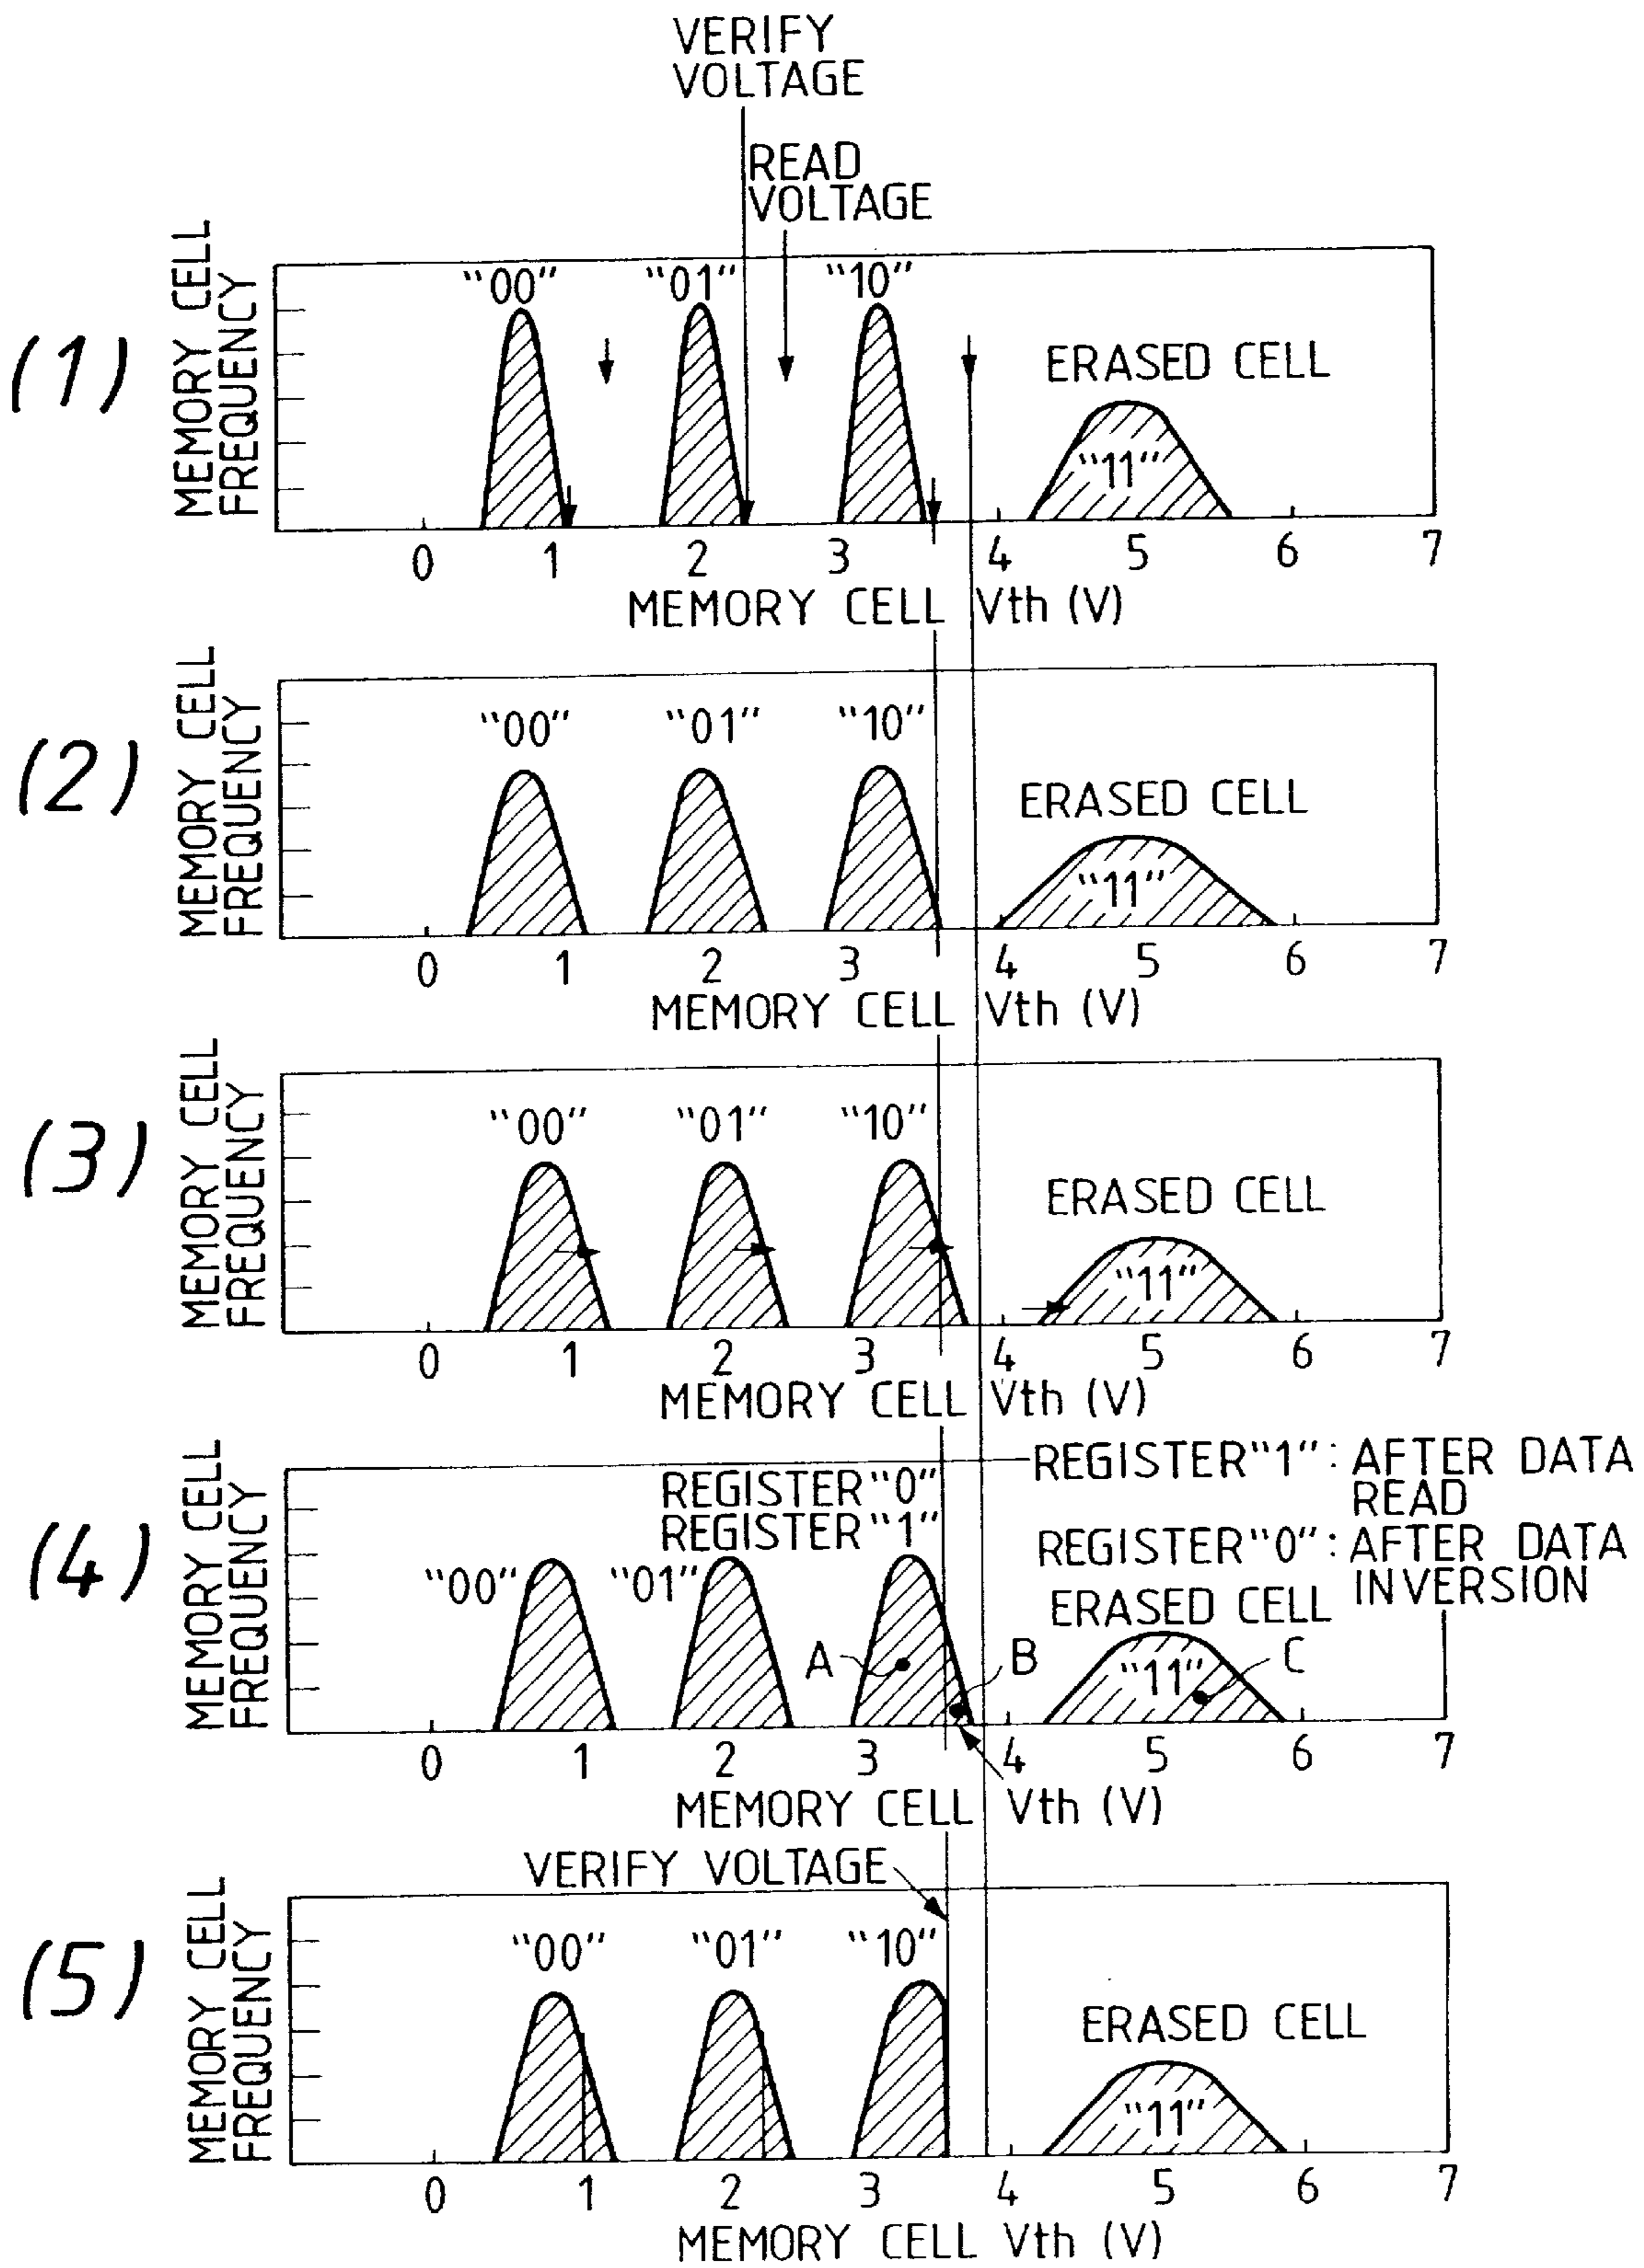 VERIFY
VOLTAGE
READ
VOLTAGE
(1)
MEMORY CELL
FREQUENCY
"00" "01" "10"
ERASED CELL
"11"
0 1 2 3 4 5 6 7
MEMORY CELL Vth (V)
(2)
MEMORY CELL
FREQUENCY
"00" "01" "10"
ERASED CELL
"11"
0 1 2 3 4 5 6 7
MEMORY CELL Vth (V)
(3)
MEMORY CELL
FREQUENCY
"00" "01" "10"
ERASED CELL
"11"
0 1 2 3 4 5 6 7
MEMORY CELL Vth (V)
(4)
MEMORY CELL
FREQUENCY
REGISTER "0"
REGISTER "1"
REGISTER "1" : AFTER DATA
READ
REGISTER "0" : AFTER DATA
INVERSION
"00" "01"
ERASED CELL
A B "11" C
0 1 2 3 4 5 6 7
MEMORY CELL Vth (V)
VERIFY VOLTAGE
(5)
MEMORY CELL
FREQUENCY
"00" "01" "10"
ERASED CELL
"11"
0 1 2 3 4 5 6 7
MEMORY CELL Vth (V)